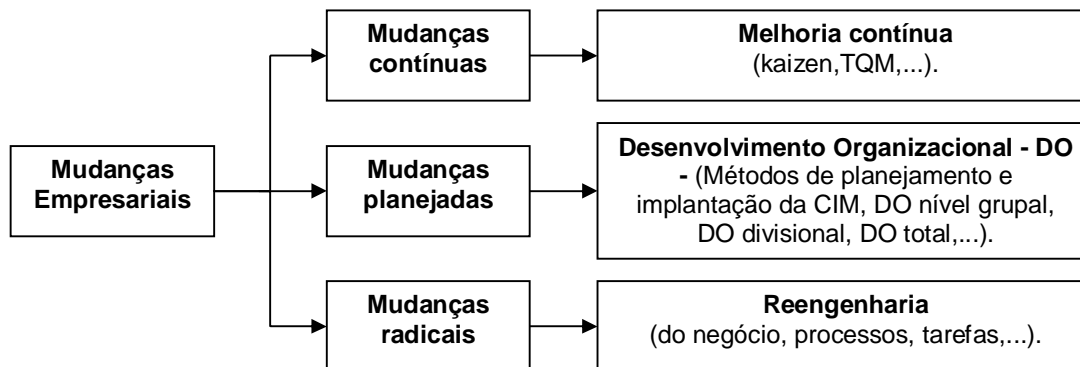 Mudanças
Empresariais
Mudanças
contínuas
Melhoria contínua
(kaizen,TQM,...).
Mudanças
planejadas
Desenvolvimento Organizacional - DO
- (Métodos de planejamento e
implantação da CIM, DO nível grupal,
DO divisional, DO total,...).
Mudanças
radicais
Reengenharia
(do negócio, processos, tarefas,...).